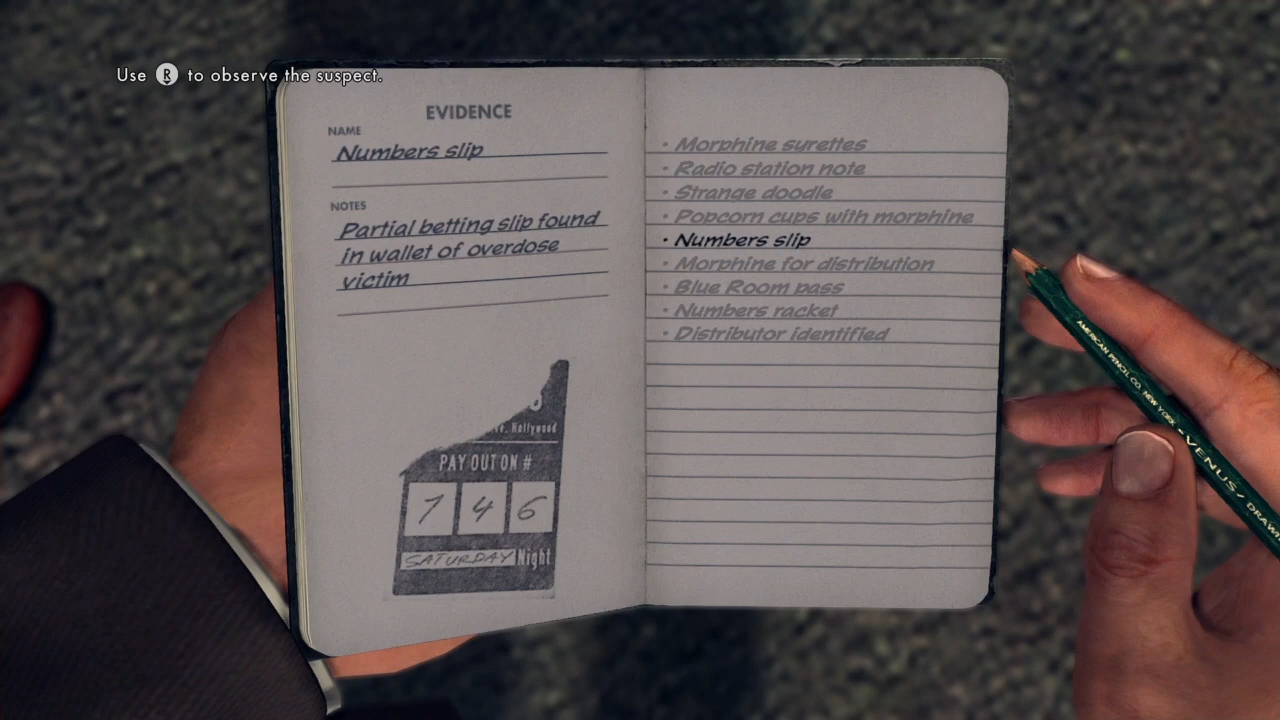 Use R to observe the suspect.
EVIDENCE
NAME
Numbers slip
NOTES
Partial betting slip found
in wallet of overdose
victim
Hollywood
PAY OUT ON #
7 4 6
SATURDAY Night
• Morphine surettes
• Radio station note
• Strange doodle
• Popcorn cups with morphine
• Numbers slip
• Morphine for distribution
• Blue Room pass
• Numbers racket
• Distributor identified
AMERICAN PENCIL CO. NEW YORK - VENUS